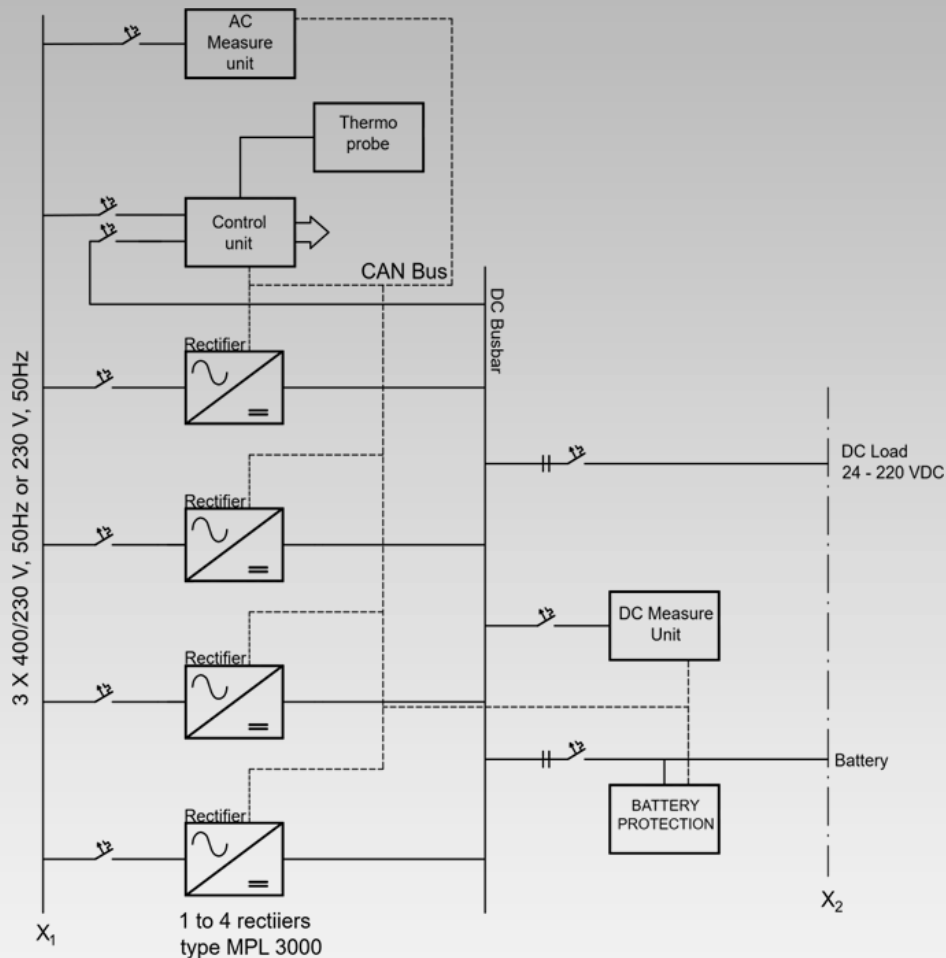 AC
Measure
unit
Thermo
probe
Control
unit
CAN Bus
DC Busbar
Rectifier
3 X 400/230 V, 50Hz or 230 V, 50Hz
DC Load
24 - 220 VDC
Rectifier
DC Measure
Unit
Rectifier
Battery
BATTERY
PROTECTION
Rectifier
X₁
1 to 4 rectiiers
type MPL 3000
X₂